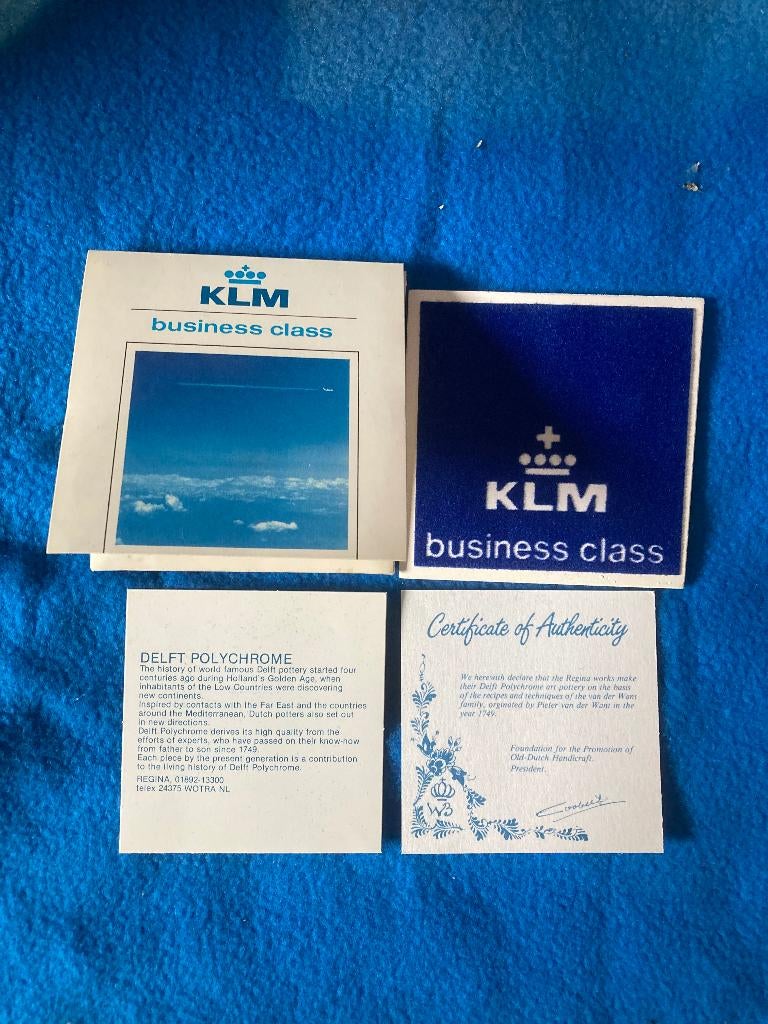 KLM
business class
KLM
business class
DELFT POLYCHROME
The history of world famous Delft pottery started four
centuries ago during Holland's Golden Age, when
inhabitants of the Low Countries were discovering
new continents.
Inspired by contacts with the Far East and the countries
around the Mediterranean, Dutch potters also set out
in new directions.
Delft Polychrome derives its high quality from the
efforts of experts, who have passed on their know-how
from father to son since 1749.
Each piece by the present generation is a contribution
to the living history of Delft Polychrome.
REGINA, 01892-13300
telex 24375 WOTRA NL
Certificate of Authenticity
We herewith declare that the Regina works make
their Delft Polychrome art pottery on the basis
of the recipes and techniques of the van der Want
family, orginated by Pieter van der Want in the
year 1749.
Foundation for the Promotion of
Old-Dutch Handicraft.
President.
WB